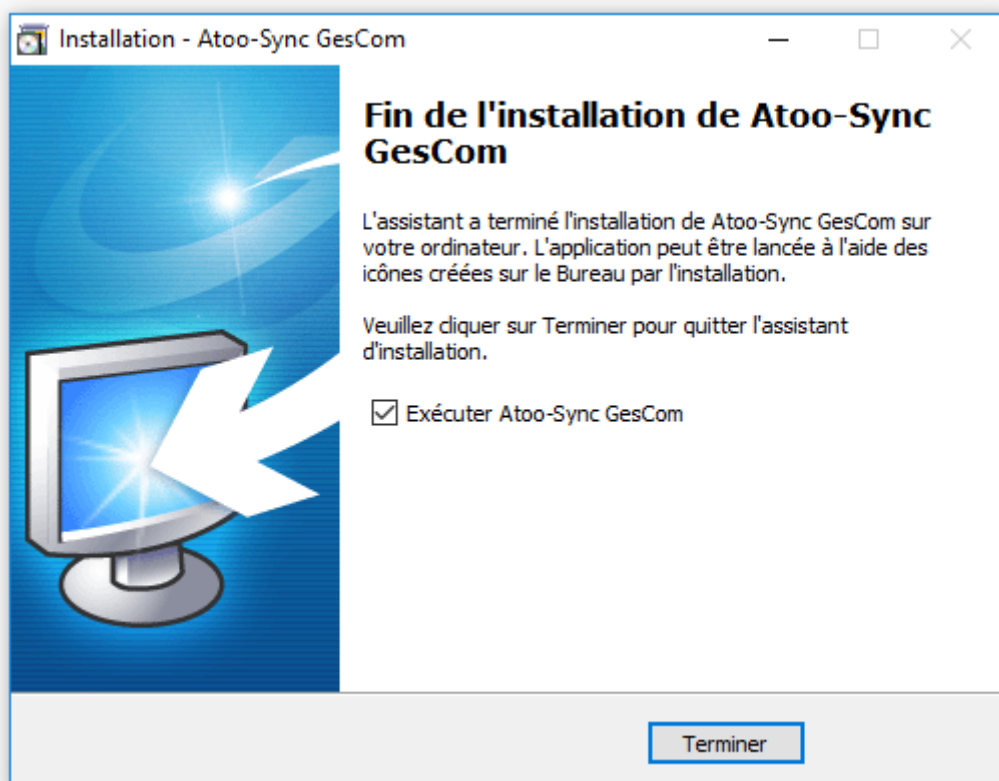 Installation - Atoo-Sync GesCom
Fin de l'installation de Atoo-Sync
GesCom
L'assistant a terminé l'installation de Atoo-Sync GesCom sur
votre ordinateur. L'application peut être lancée à l'aide des
icônes créées sur le Bureau par l'installation.
Veuillez cliquer sur Terminer pour quitter l'assistant
d'installation.
Exécuter Atoo-Sync GesCom
Terminer